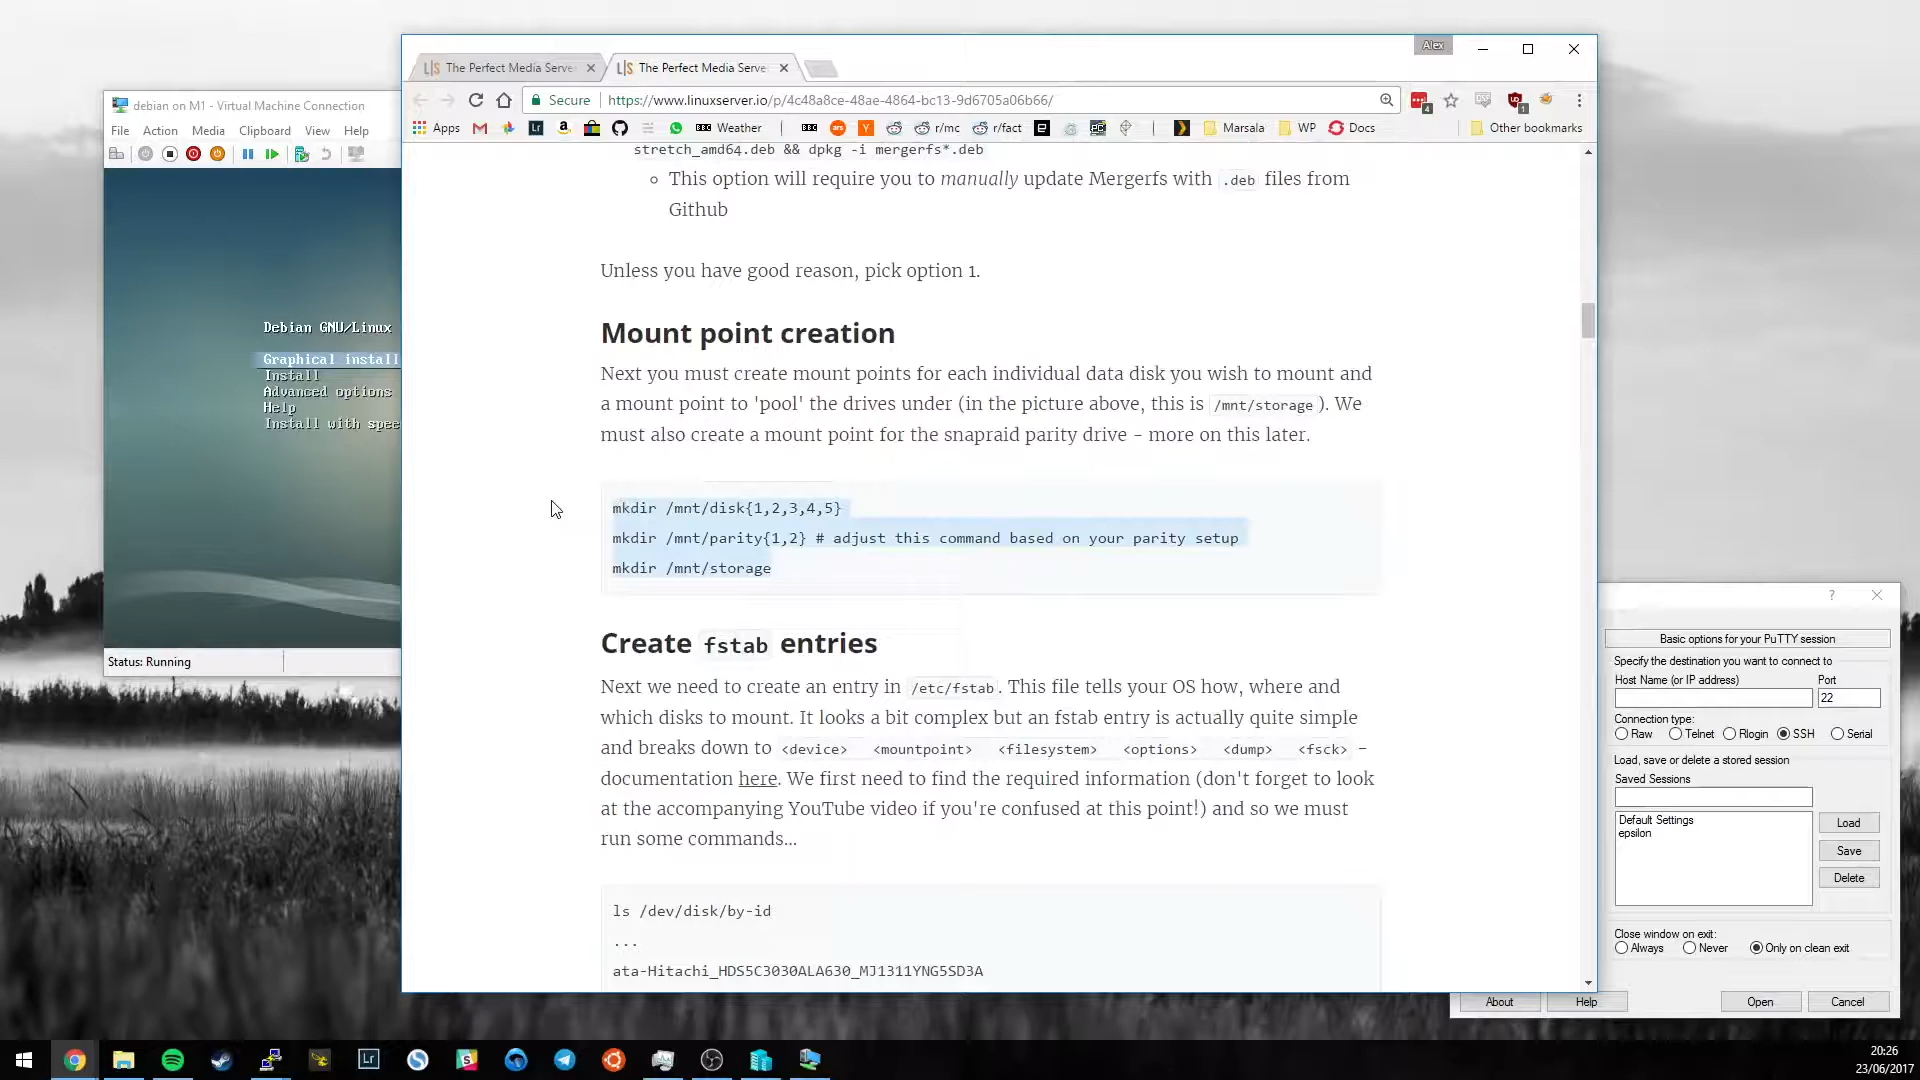 Alex
The Perfect Media Serve
The Perfect Media Serve
debian on M1 - Virtual Machine Connection
Secure
https://www.linuxserver.io/p/4c48a8ce-48ae-4864-bc13-9d6705a06b66/
4
1
File Action Media Clipboard View Help
Apps
Lr
BBC Weather
BBC
ars
Y
r/mc
r/fact
Marsala
WP
Docs
Other bookmarks
stretch_amd64.deb && dpkg -i mergerfs*.deb
This option will require you to manually update Mergerfs with .deb files from
Github
Unless you have good reason, pick option 1.
Debian GNU/Linux
Graphical install
Install
Advanced options
Help
Install with spee
Status: Running
Mount point creation
Next you must create mount points for each individual data disk you wish to mount and
a mount point to 'pool' the drives under (in the picture above, this is /mnt/storage ). We
must also create a mount point for the snapraid parity drive - more on this later.
mkdir /mnt/disk{1,2,3,4,5}
mkdir /mnt/parity{1,2} # adjust this command based on your parity setup
mkdir /mnt/storage
Create fstab entries
Next we need to create an entry in /etc/fstab. This file tells your OS how, where and
which disks to mount. It looks a bit complex but an fstab entry is actually quite simple
and breaks down to <device> <mountpoint> <filesystem> <options> <dump> <fsck> -
documentation here. We first need to find the required information (don't forget to look
at the accompanying YouTube video if you're confused at this point!) and so we must
run some commands...
ls /dev/disk/by-id
...
ata-Hitachi_HDS5C3030ALA630_MJ1311YNG5SD3A
Basic options for your PuTTY session
Specify the destination you want to connect to
Host Name (or IP address)
Port
22
Connection type:
Raw Telnet Rlogin SSH Serial
Load, save or delete a stored session
Saved Sessions
Default Settings
epsilon
Load
Save
Delete
Close window on exit:
Always Never Only on clean exit
About
Help
Open
Cancel
Lr
20:26
23/06/2017